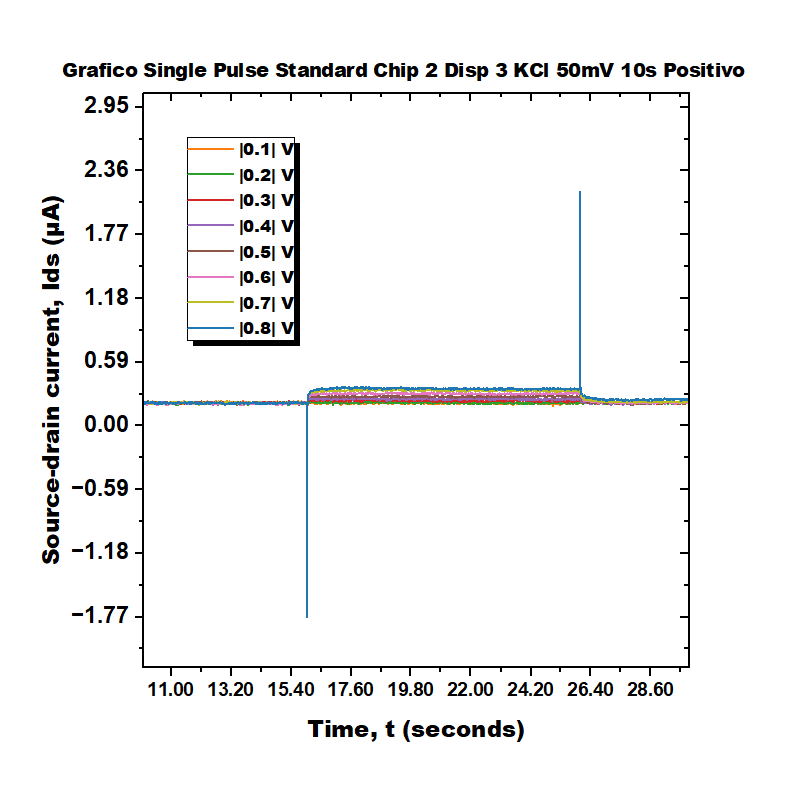 Grafico Single Pulse Standard Chip 2 Disp 3 KCl 50mV 10s Positivo
2.95
2.36
1.77
1.18
0.59
0.00
−0.59
−1.18
−1.77
Source-drain current, Ids (μA)
|0.1| V
|0.2| V
|0.3| V
|0.4| V
|0.5| V
|0.6| V
|0.7| V
|0.8| V
11.00 13.20 15.40 17.60 19.80 22.00 24.20 26.40 28.60
Time, t (seconds)